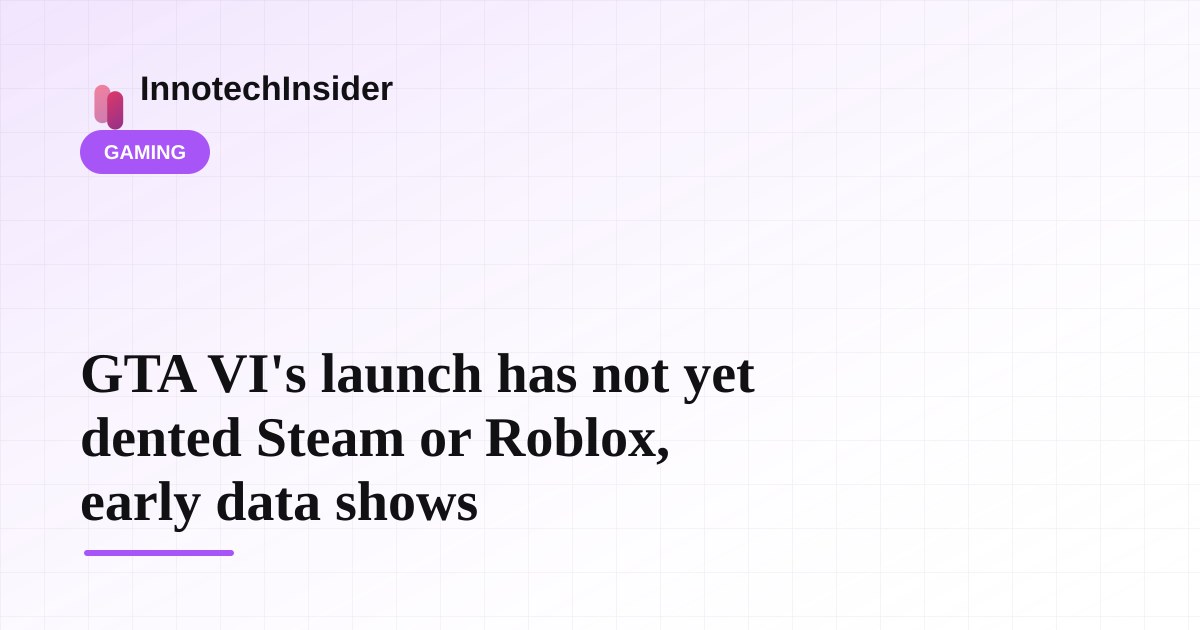 InnotechInsider
GAMING
GTA VI's launch has not yet
dented Steam or Roblox,
early data shows